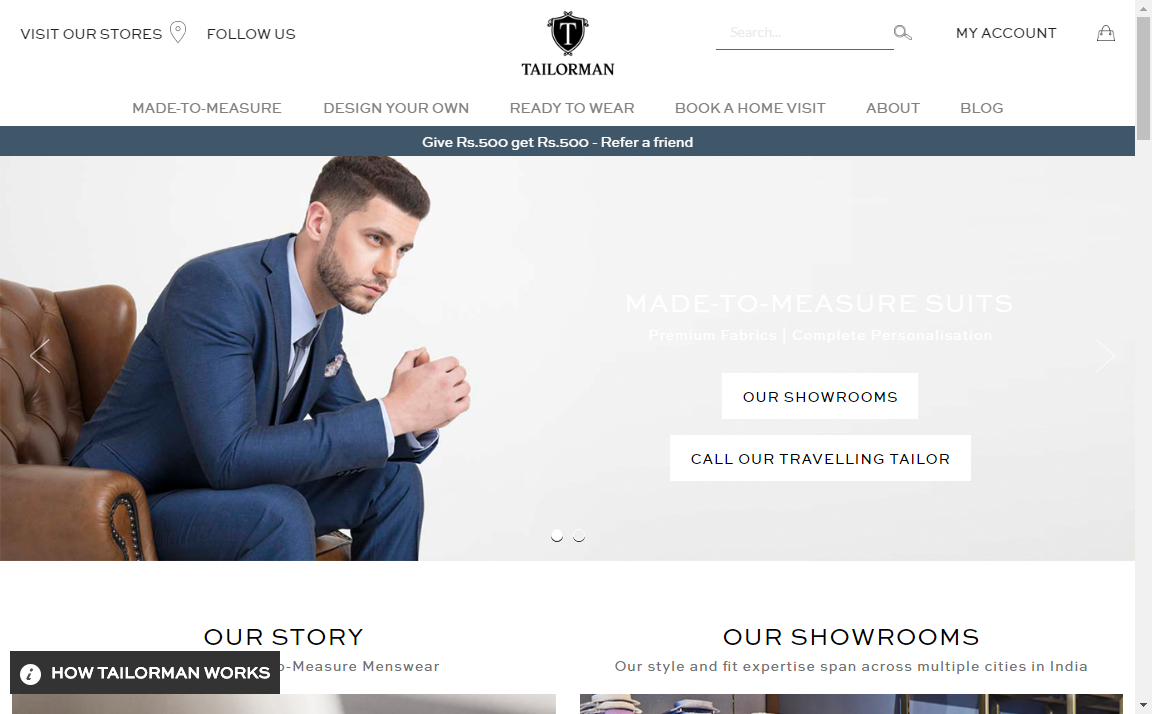 VISIT OUR STORES
FOLLOW US
T
TAILORMAN
Search...
MY ACCOUNT
MADE-TO-MEASURE
DESIGN YOUR OWN
READY TO WEAR
BOOK A HOME VISIT
ABOUT
BLOG
Give Rs.500 get Rs.500 - Refer a friend
MADE-TO-MEASURE SUITS
Premium Fabrics | Complete Personalisation
OUR SHOWROOMS
CALL OUR TRAVELLING TAILOR
OUR STORY
o-Measure Menswear
OUR SHOWROOMS
Our style and fit expertise span across multiple cities in India
i HOW TAILORMAN WORKS